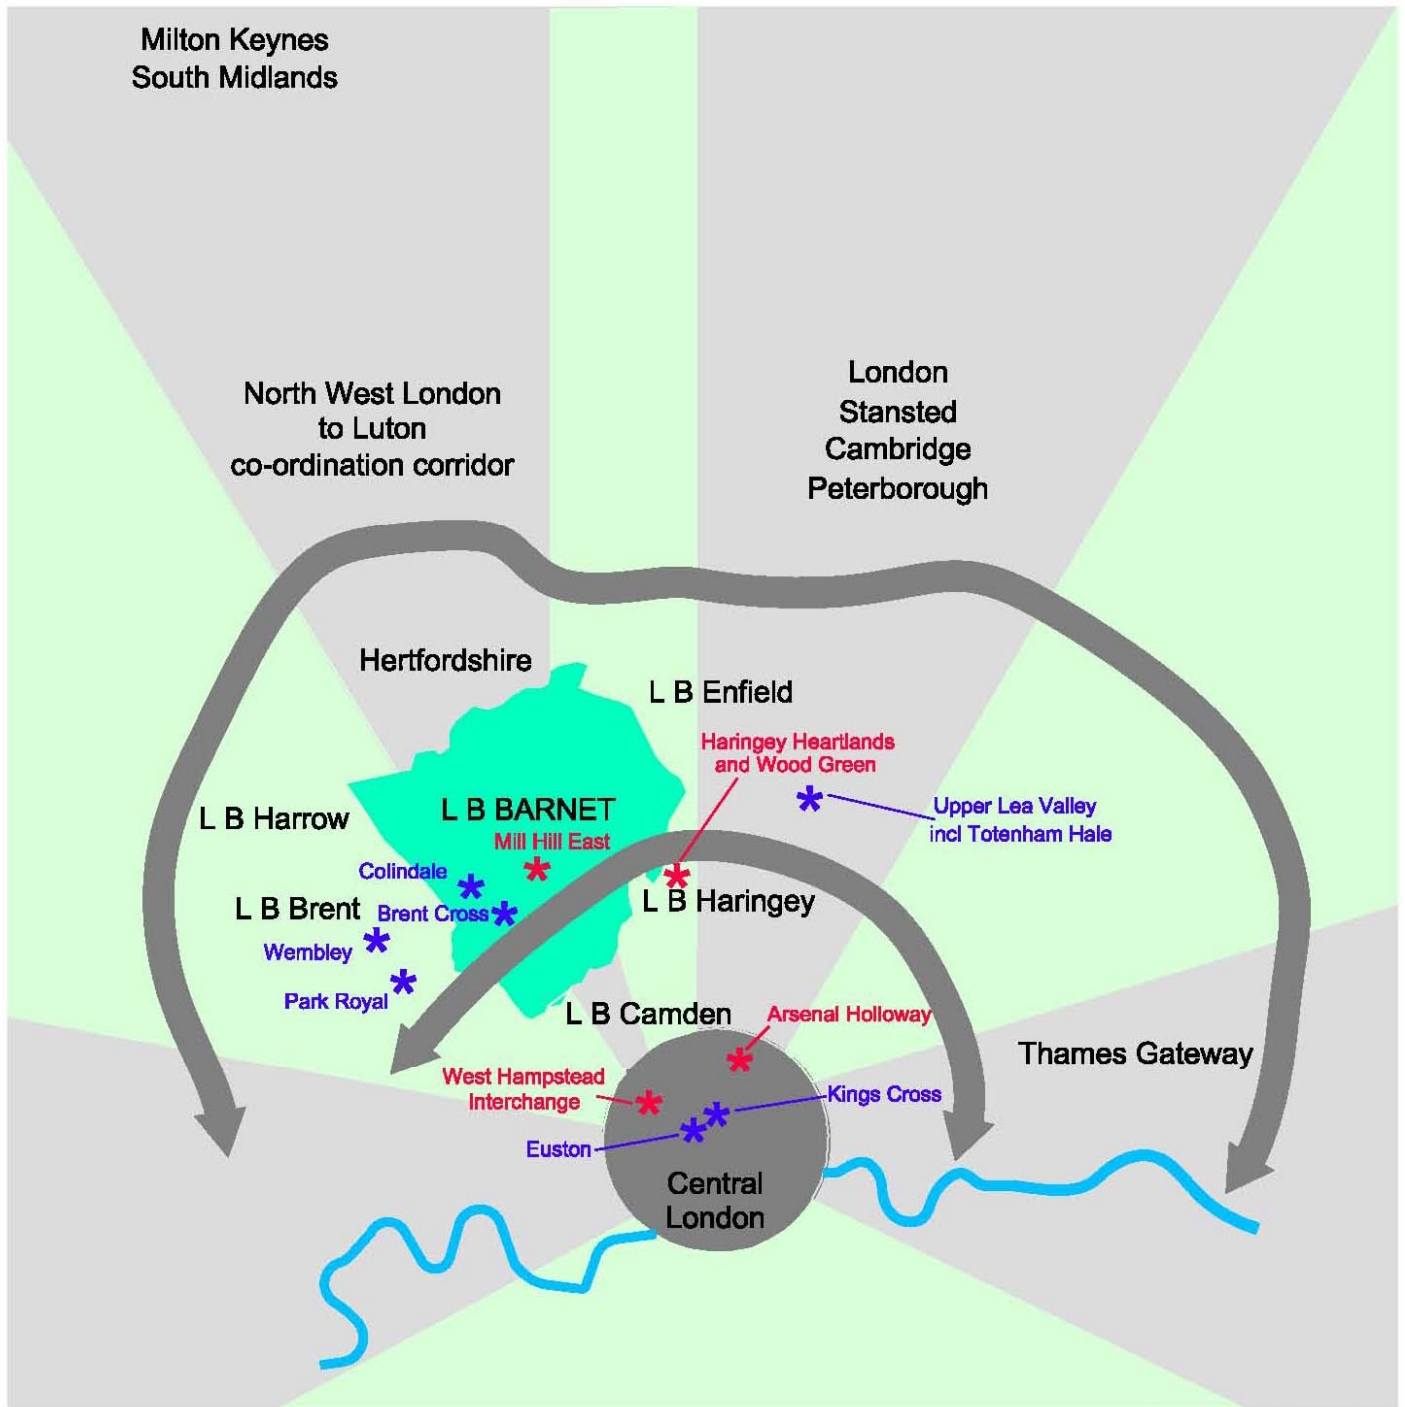 Milton Keynes
South Midlands
North West London
to Luton
co-ordination corridor
London
Stansted
Cambridge
Peterborough
Hertfordshire
L B Enfield
Haringey Heartlands
and Wood Green
L B BARNET
L B Harrow
Mill Hill East
Upper Lea Valley
incl Totenham Hale
Colindale
L B Brent
Brent Cross
L B Haringey
Wembley
Park Royal
L B Camden
Arsenal Holloway
Thames Gateway
West Hampstead
Interchange
Kings Cross
Euston
Central
London